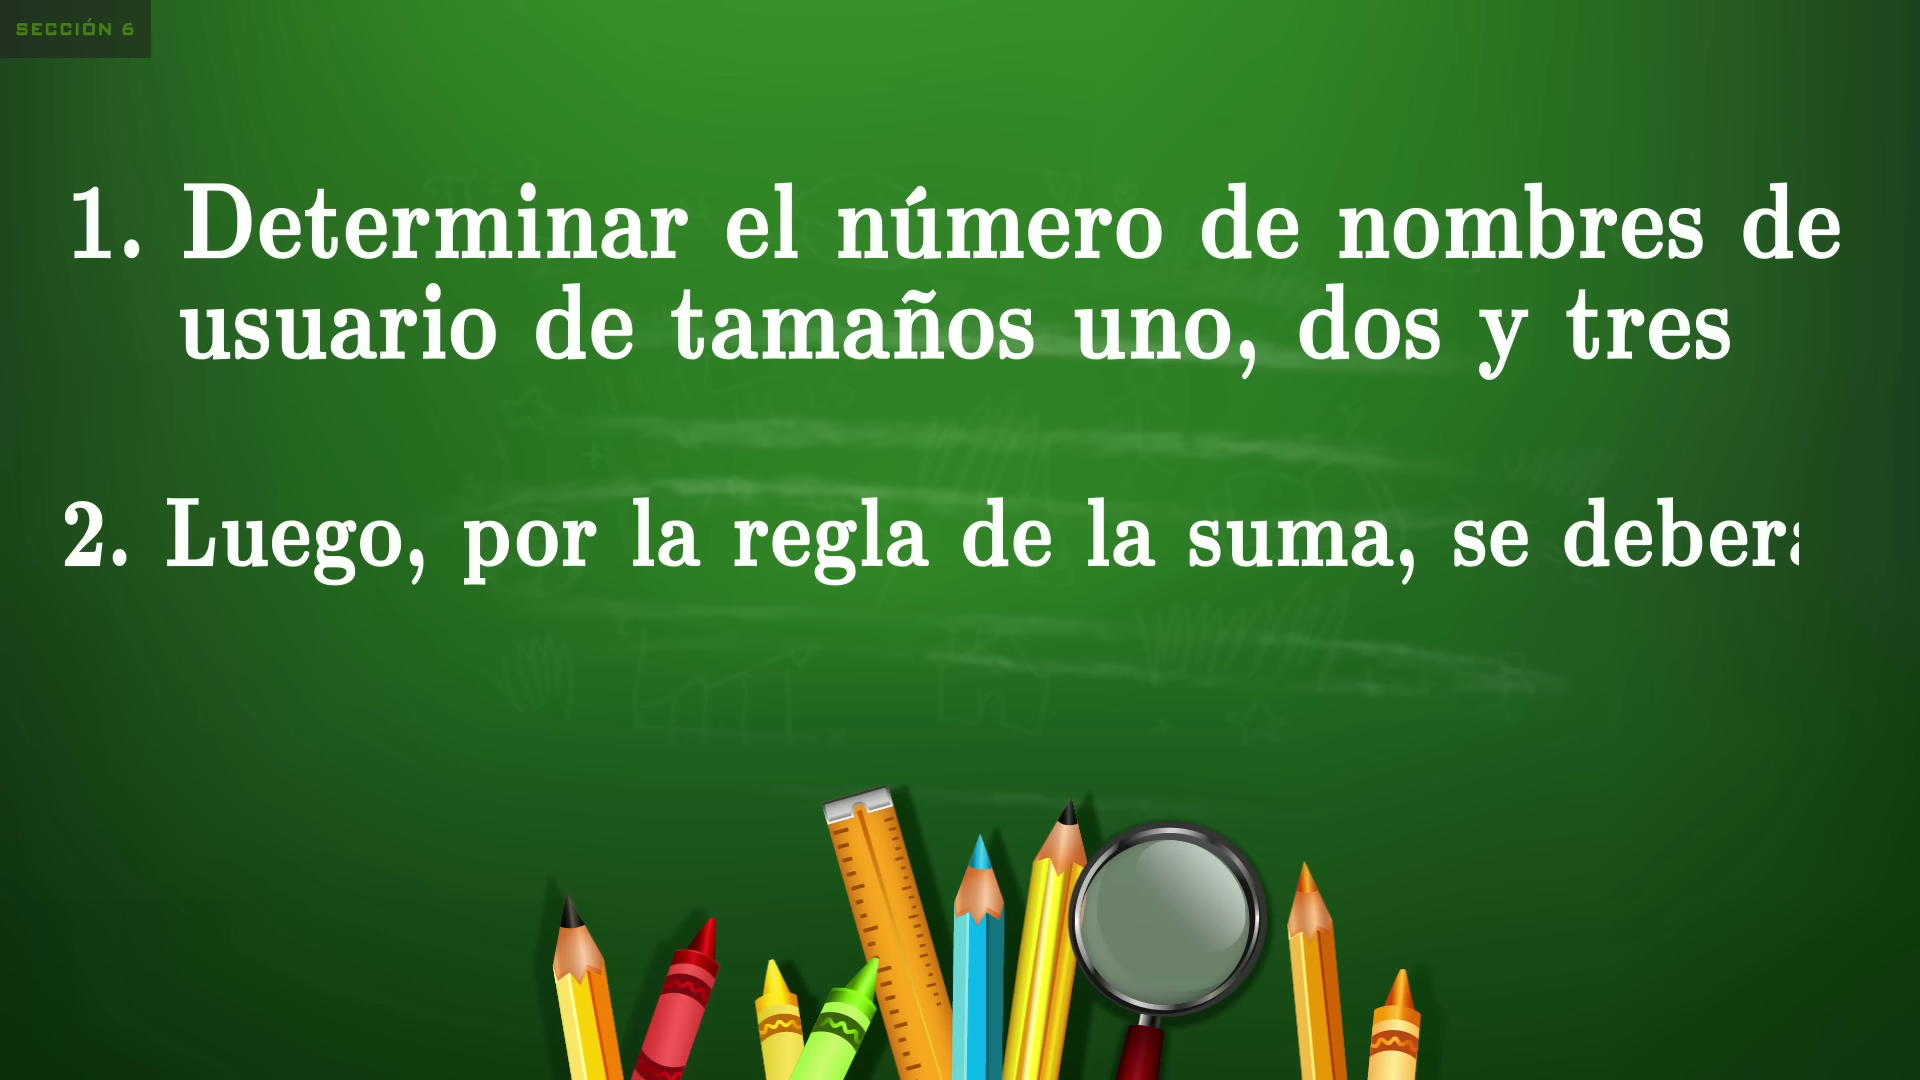 SECCIÓN 6
1. Determinar el número de nombres de
usuario de tamaños uno, dos y tres
2. Luego, por la regla de la suma, se